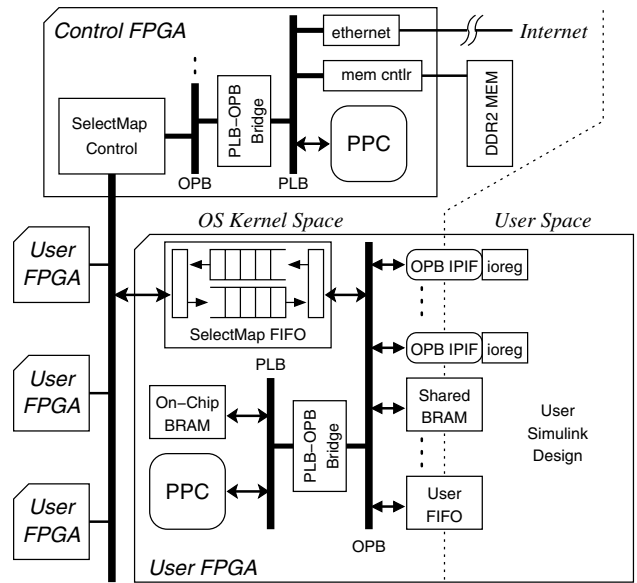 Control FPGA
ethernet
Internet
mem cntlr
DDR2 MEM
SelectMap
Control
PLB−OPB
Bridge
PPC
OPB
PLB
OS Kernel Space
User Space
User
FPGA
User
FPGA
User
FPGA
SelectMap FIFO
OPB IPIF
ioreg
OPB IPIF
ioreg
PLB
On−Chip
BRAM
PPC
PLB−OPB
Bridge
Shared
BRAM
User
FIFO
OPB
User
Simulink
Design
User FPGA